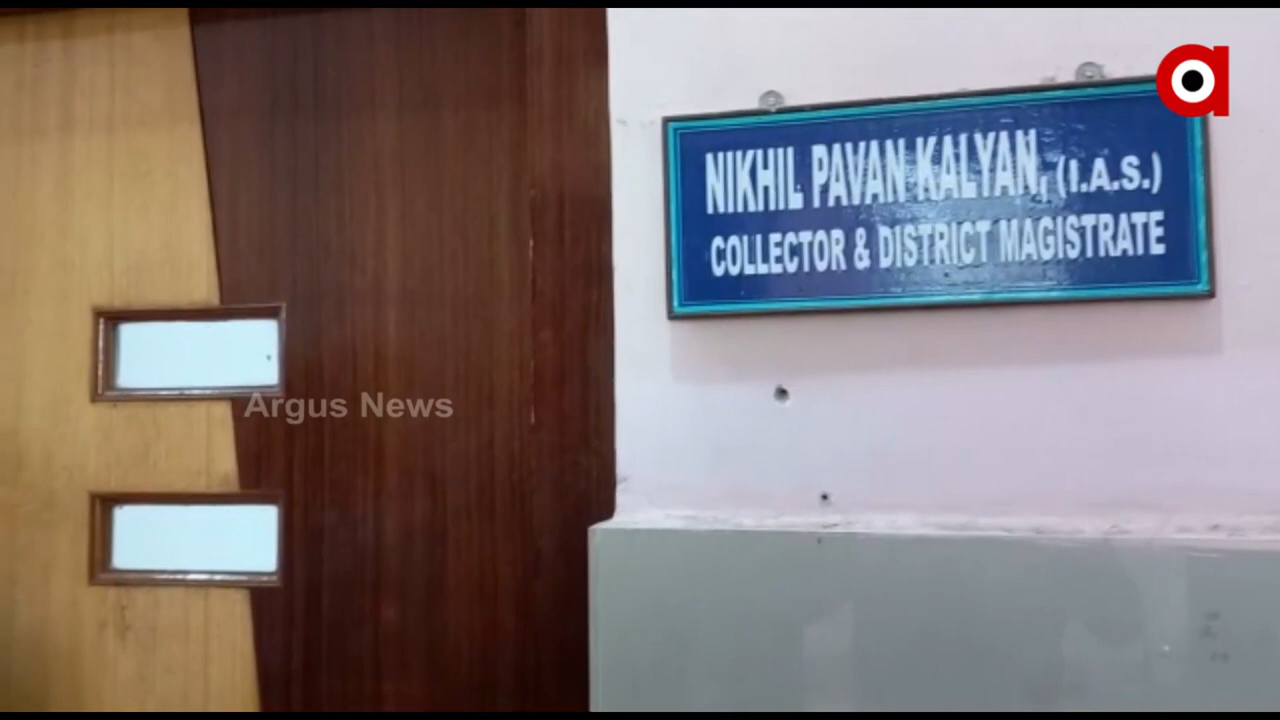 NIKHIL PAVAN KALYAN, (I.A.S.)
COLLECTOR & DISTRICT MAGISTRATE
Argus News